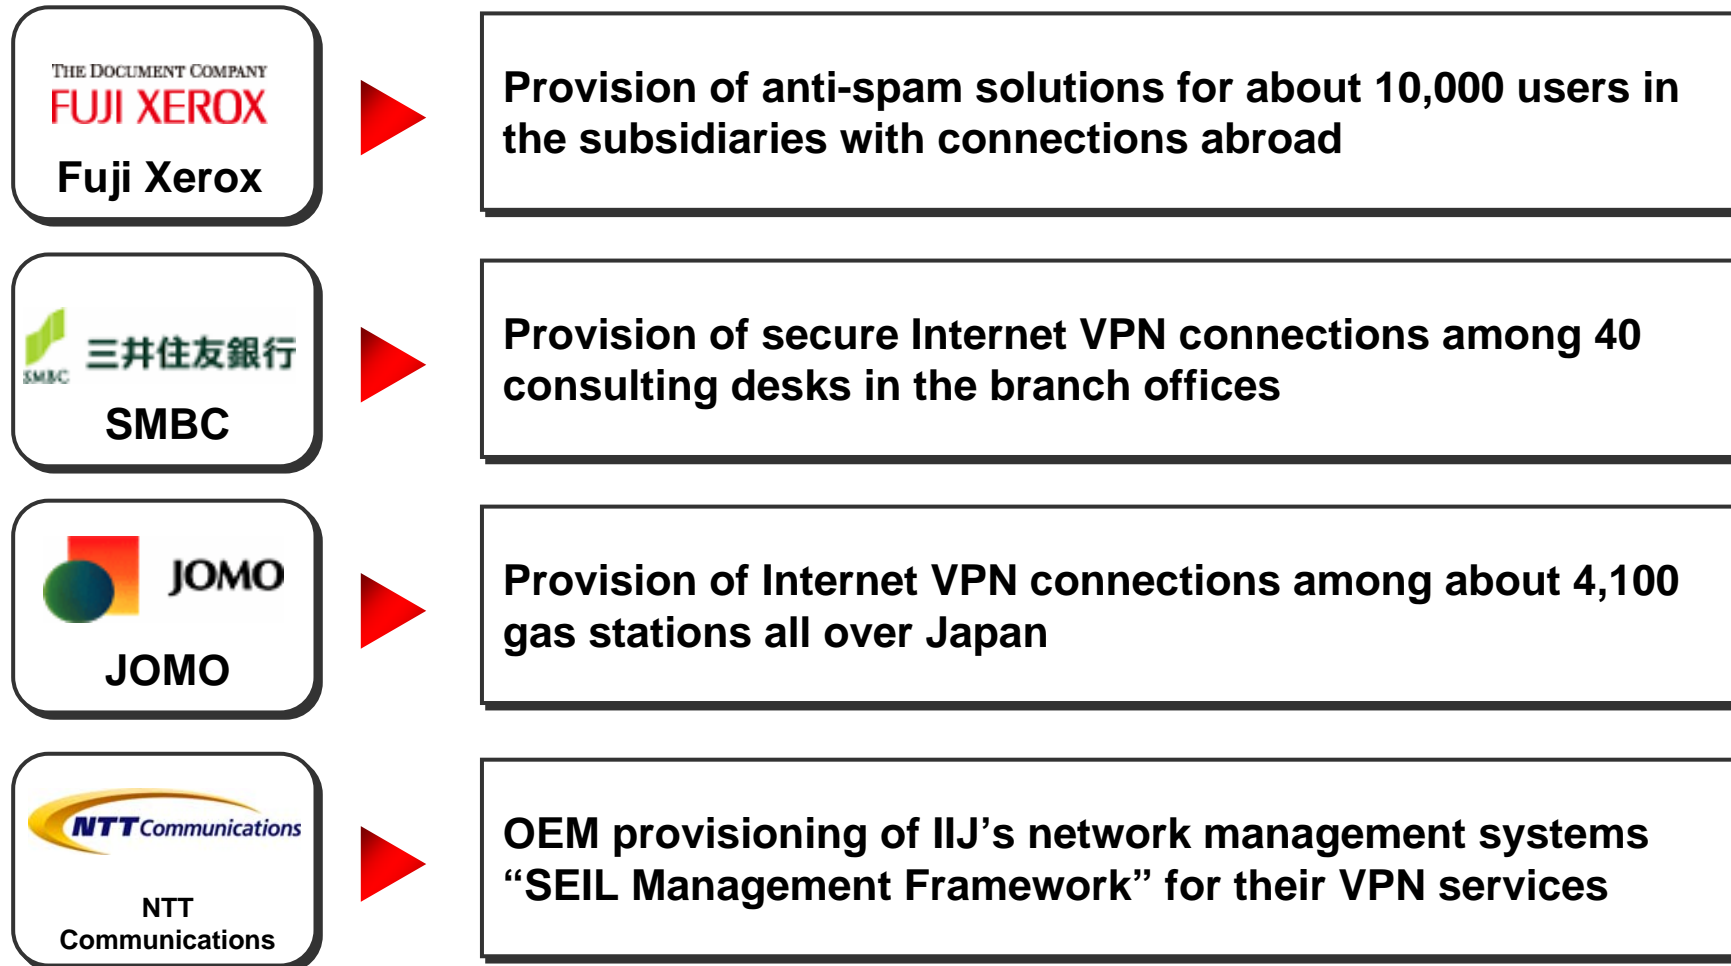 THE DOCUMENT COMPANY
FUJI XEROX
Fuji Xerox
Provision of anti-spam solutions for about 10,000 users in
the subsidiaries with connections abroad
SMBC
三井住友銀行
SMBC
Provision of secure Internet VPN connections among 40
consulting desks in the branch offices
JOMO
JOMO
Provision of Internet VPN connections among about 4,100
gas stations all over Japan
NTT Communications
NTT
Communications
OEM provisioning of IIJ’s network management systems
“SEIL Management Framework” for their VPN services